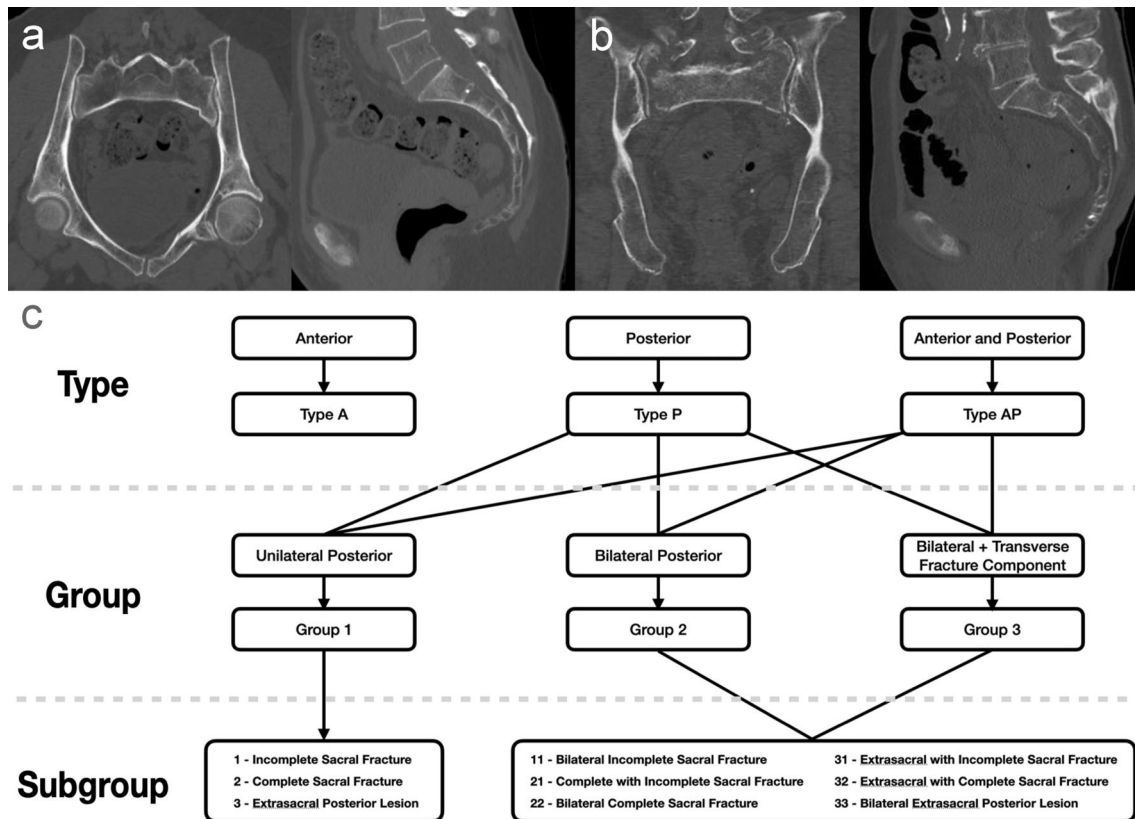 a
b
c
Anterior
Posterior
Anterior and Posterior
Type
Type A
Type P
Type AP
Unilateral Posterior
Bilateral Posterior
Bilateral + Transverse
Fracture Component
Group
Group 1
Group 2
Group 3
Subgroup
1 - Incomplete Sacral Fracture
2 - Complete Sacral Fracture
3 - Extrasacral Posterior Lesion
11 - Bilateral Incomplete Sacral Fracture
21 - Complete with Incomplete Sacral Fracture
22 - Bilateral Complete Sacral Fracture
31 - Extrasacral with Incomplete Sacral Fracture
32 - Extrasacral with Complete Sacral Fracture
33 - Bilateral Extrasacral Posterior Lesion